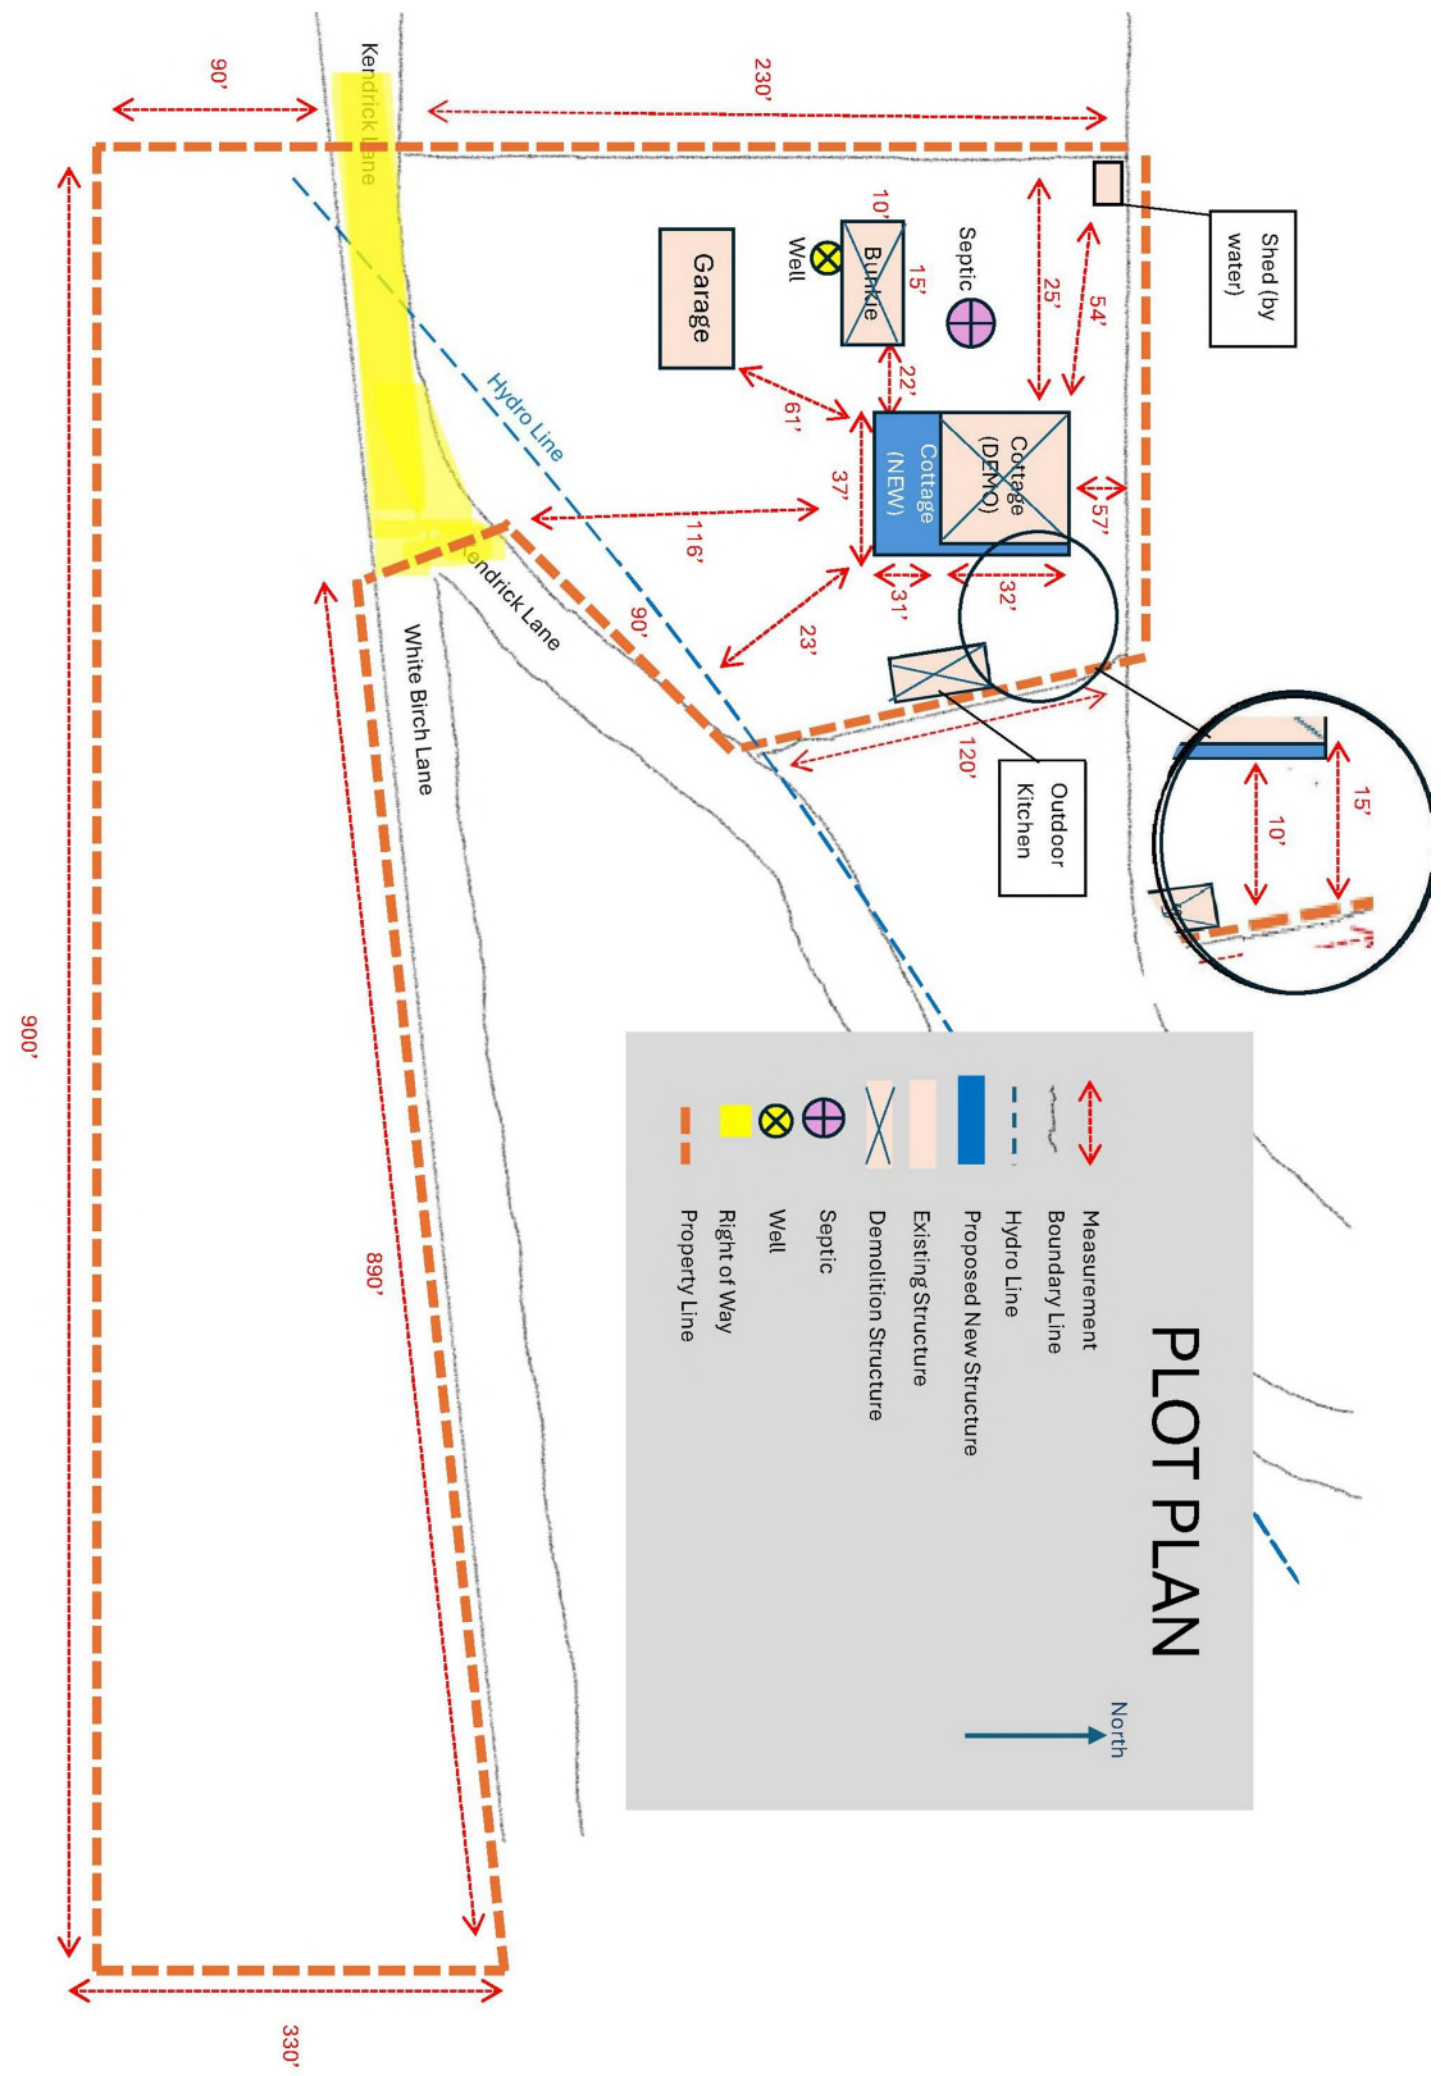 PLOT PLAN
North
Measurement
Boundary Line
Hydro Line
Proposed New Structure
Existing Structure
Demolition Structure
Septic
Well
Right of Way
Property Line
Shed (by
water)
54'
25'
57'
15'
10'
Septic
15'
Bunkie
10'
22'
Well
Garage
61'
Cottage
(DEMO)
Cottage
(NEW)
37'
32'
31'
23'
116'
120'
Outdoor
Kitchen
90'
Hydro Line
230'
90'
Kendrick Lane
Kendrick Lane
White Birch Lane
890'
900'
330'